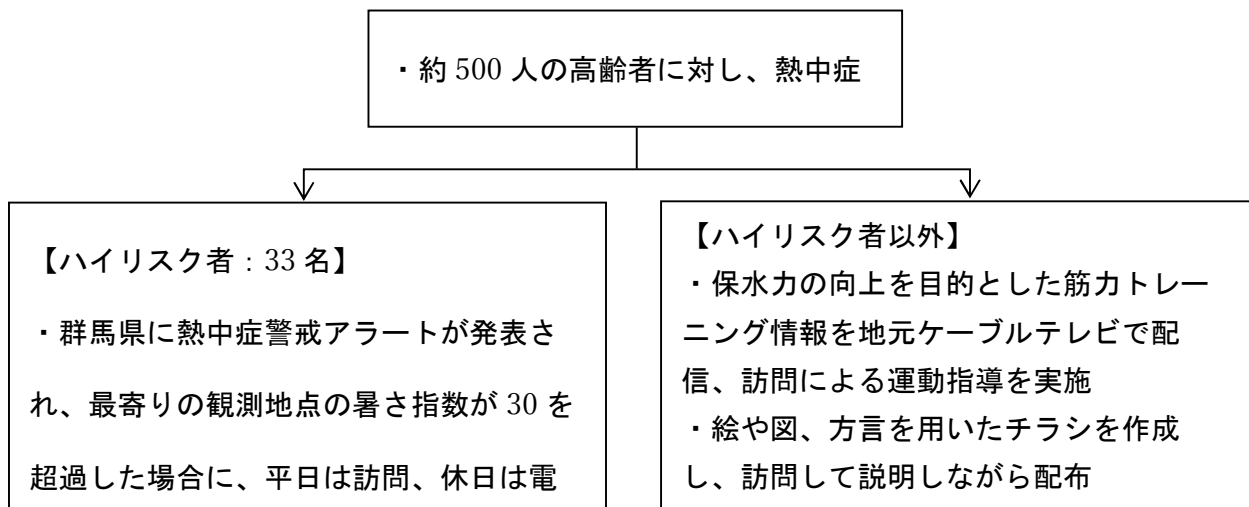 ・約 500 人の高齢者に対し、熱中症
【ハイリスク者：33 名】
・群馬県に熱中症警戒アラートが発表さ
れ、最寄りの観測地点の暑さ指数が 30 を
超過した場合に、平日は訪問、休日は電
【ハイリスク者以外】
・保水力の向上を目的とした筋力トレー
ニング情報を地元ケーブルテレビで配
信、訪問による運動指導を実施
・絵や図、方言を用いたチラシを作成
し、訪問して説明しながら配布